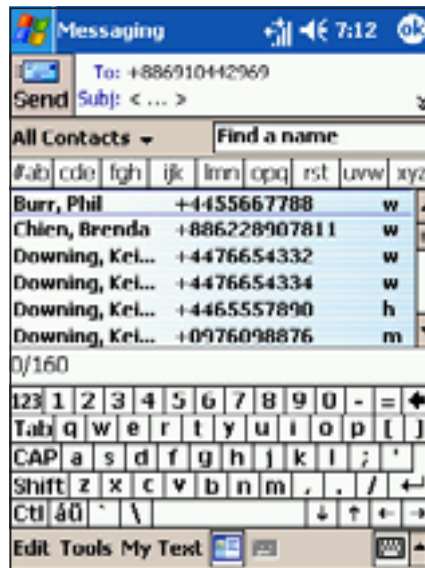 Messaging 7:12 ok
To: +886910442969
Send Subj: < ... >
All Contacts Find a name
#ab cde fgh ijk lmn opq rst uvw xyz
Burr, Phil +4455667788 w
Chien, Brenda +886228907811 w
Downing, Kei... +4476654332 w
Downing, Kei... +4476654334 w
Downing, Kei... +4465557890 h
Downing, Kei... +0976098876 m
0/160
123 1 2 3 4 5 6 7 8 9 0 - =
Tab q w e r t y u i o p [ ]
CAP a s d f g h j k l ; '
Shift z x c v b n m , . /
Ctl áü ` \
Edit Tools My Text